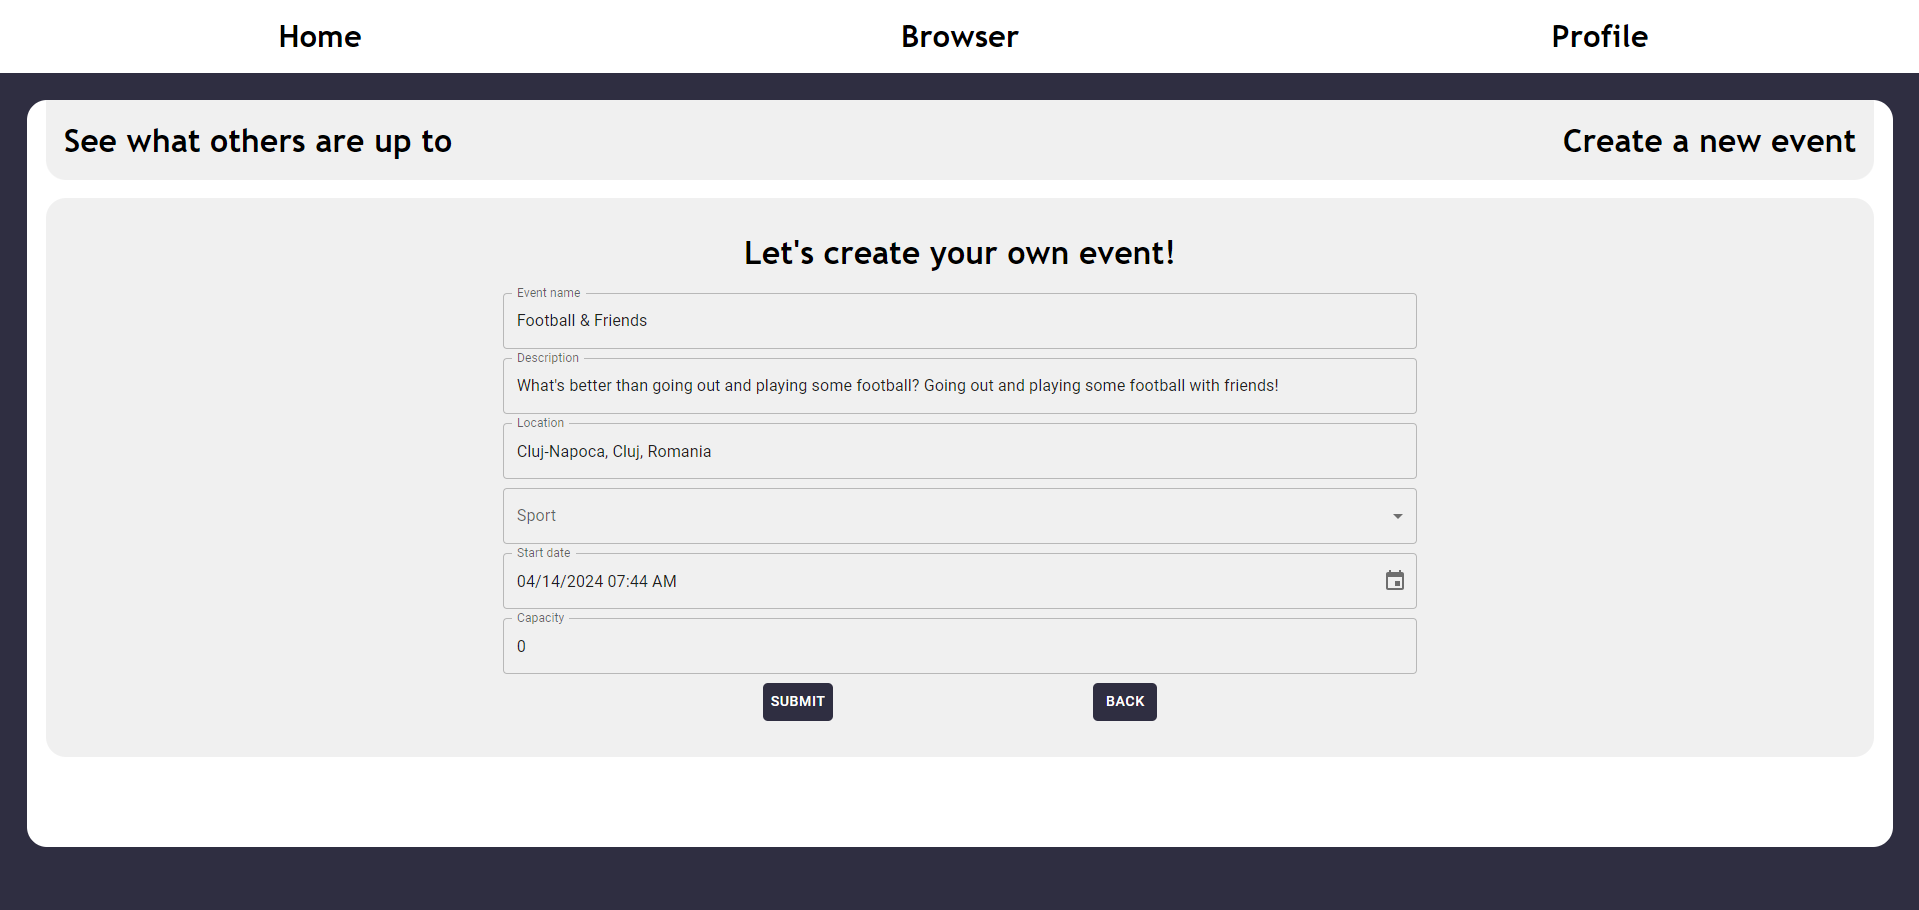 Home Browser Profile
See what others are up to Create a new event
Let's create your own event!
Event name
Football & Friends
Description
What's better than going out and playing some football? Going out and playing some football with friends!
Location
Cluj-Napoca, Cluj, Romania
Sport
Start date
04/14/2024 07:44 AM
Capacity
0
SUBMIT BACK